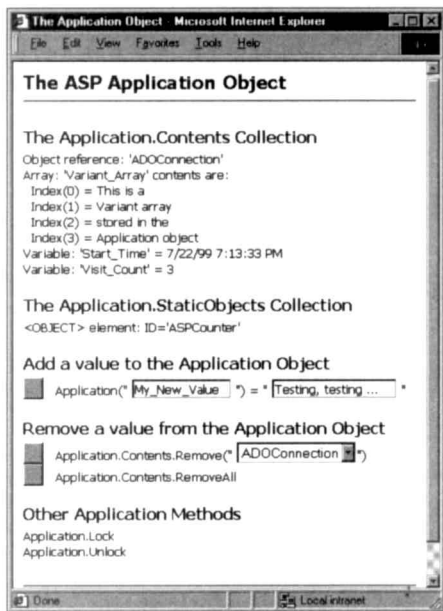 The Application Object - Microsoft Internet Explorer
File Edit View Favorites Tools Help
The ASP Application Object
The Application.Contents Collection
Object reference: 'ADOConnection'
Array: 'Variant_Array' contents are:
Index(0) = This is a
Index(1) = Variant array
Index(2) = stored in the
Index(3) = Application object
Variable: 'Start_Time' = 7/22/99 7:13:33 PM
Variable: 'Visit_Count' = 3
The Application.StaticObjects Collection
<OBJECT> element: ID='ASPCounter'
Add a value to the Application Object
Application(" My_New_Value ") = " Testing, testing ... "
Remove a value from the Application Object
Application.Contents.Remove(" ADOConnection ")
Application.Contents.RemoveAll
Other Application Methods
Application.Lock
Application.Unlock
Done Local intranet